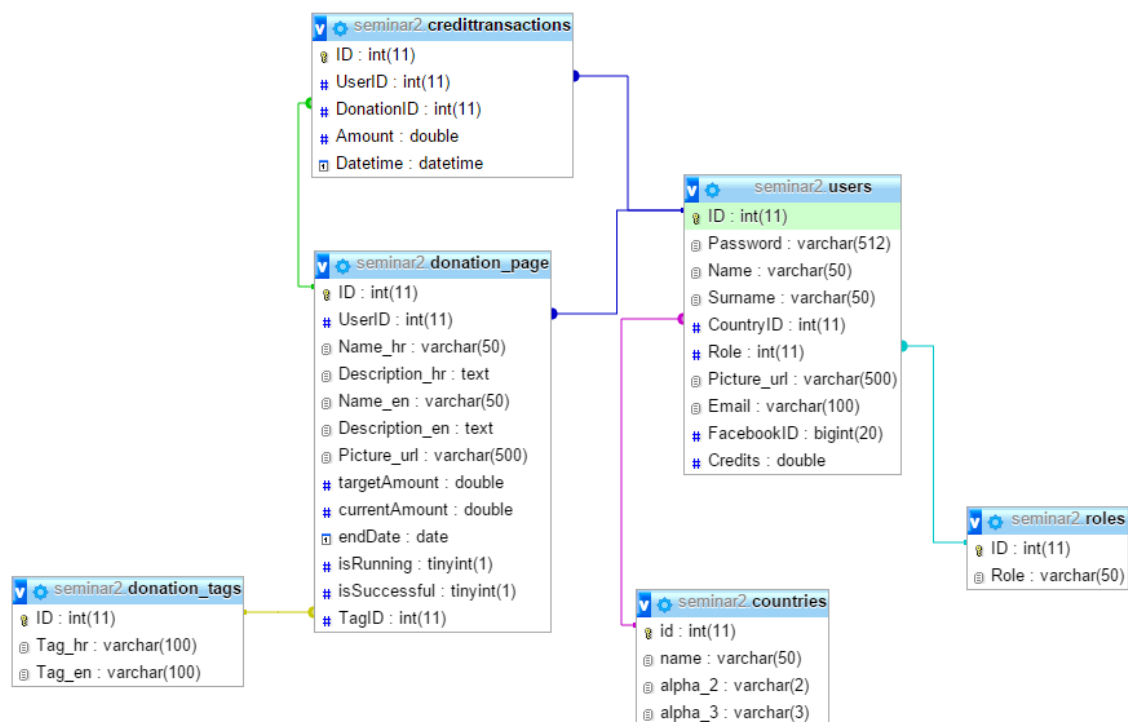 seminar2.credittransactions
ID : int(11)
UserID : int(11)
DonationID : int(11)
Amount : double
Datetime : datetime
seminar2.users
ID : int(11)
Password : varchar(512)
Name : varchar(50)
Surname : varchar(50)
CountryID : int(11)
Role : int(11)
Picture_url : varchar(500)
Email : varchar(100)
FacebookID : bigint(20)
Credits : double
seminar2.donation_page
ID : int(11)
UserID : int(11)
Name_hr : varchar(50)
Description_hr : text
Name_en : varchar(50)
Description_en : text
Picture_url : varchar(500)
targetAmount : double
currentAmount : double
endDate : date
isRunning : tinyint(1)
isSuccessful : tinyint(1)
TagID : int(11)
seminar2.roles
ID : int(11)
Role : varchar(50)
seminar2.donation_tags
ID : int(11)
Tag_hr : varchar(100)
Tag_en : varchar(100)
seminar2.countries
id : int(11)
name : varchar(50)
alpha_2 : varchar(2)
alpha_3 : varchar(3)